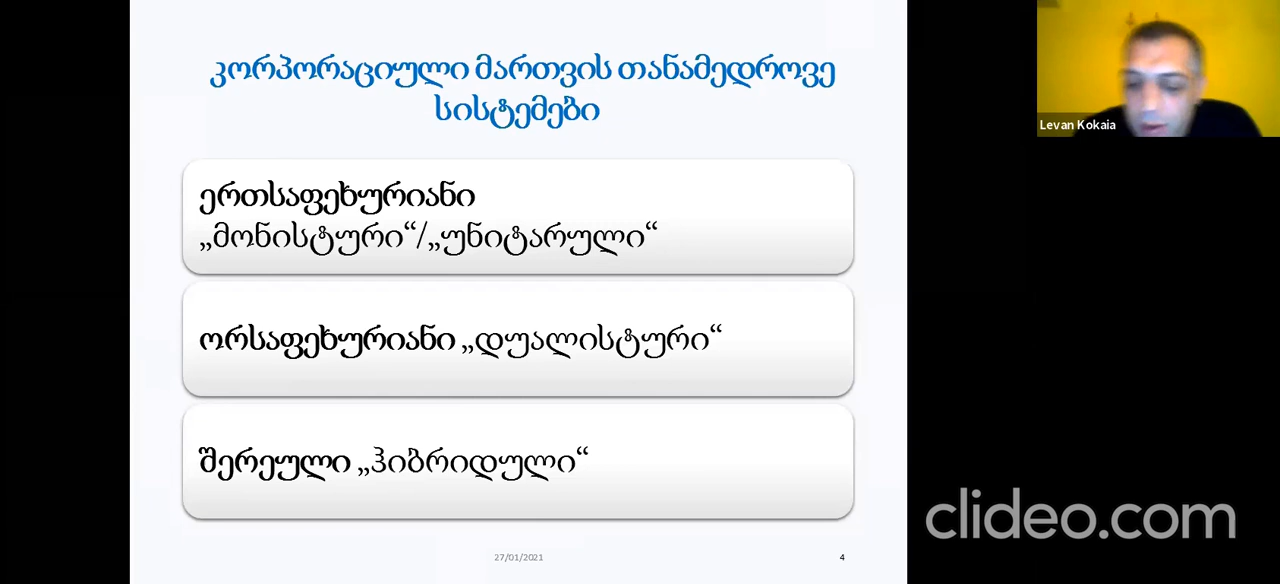 კორპორაციული მართვის თანამედროვე
სისტემები
ერთსაფეხურიანი
„მონისტური“/„უნიტარული“
ორსაფეხურიანი „დუალისტური“
შერეული „ჰიბრიდული“
27/01/2021
4
Levan Kokaia
clideo.com